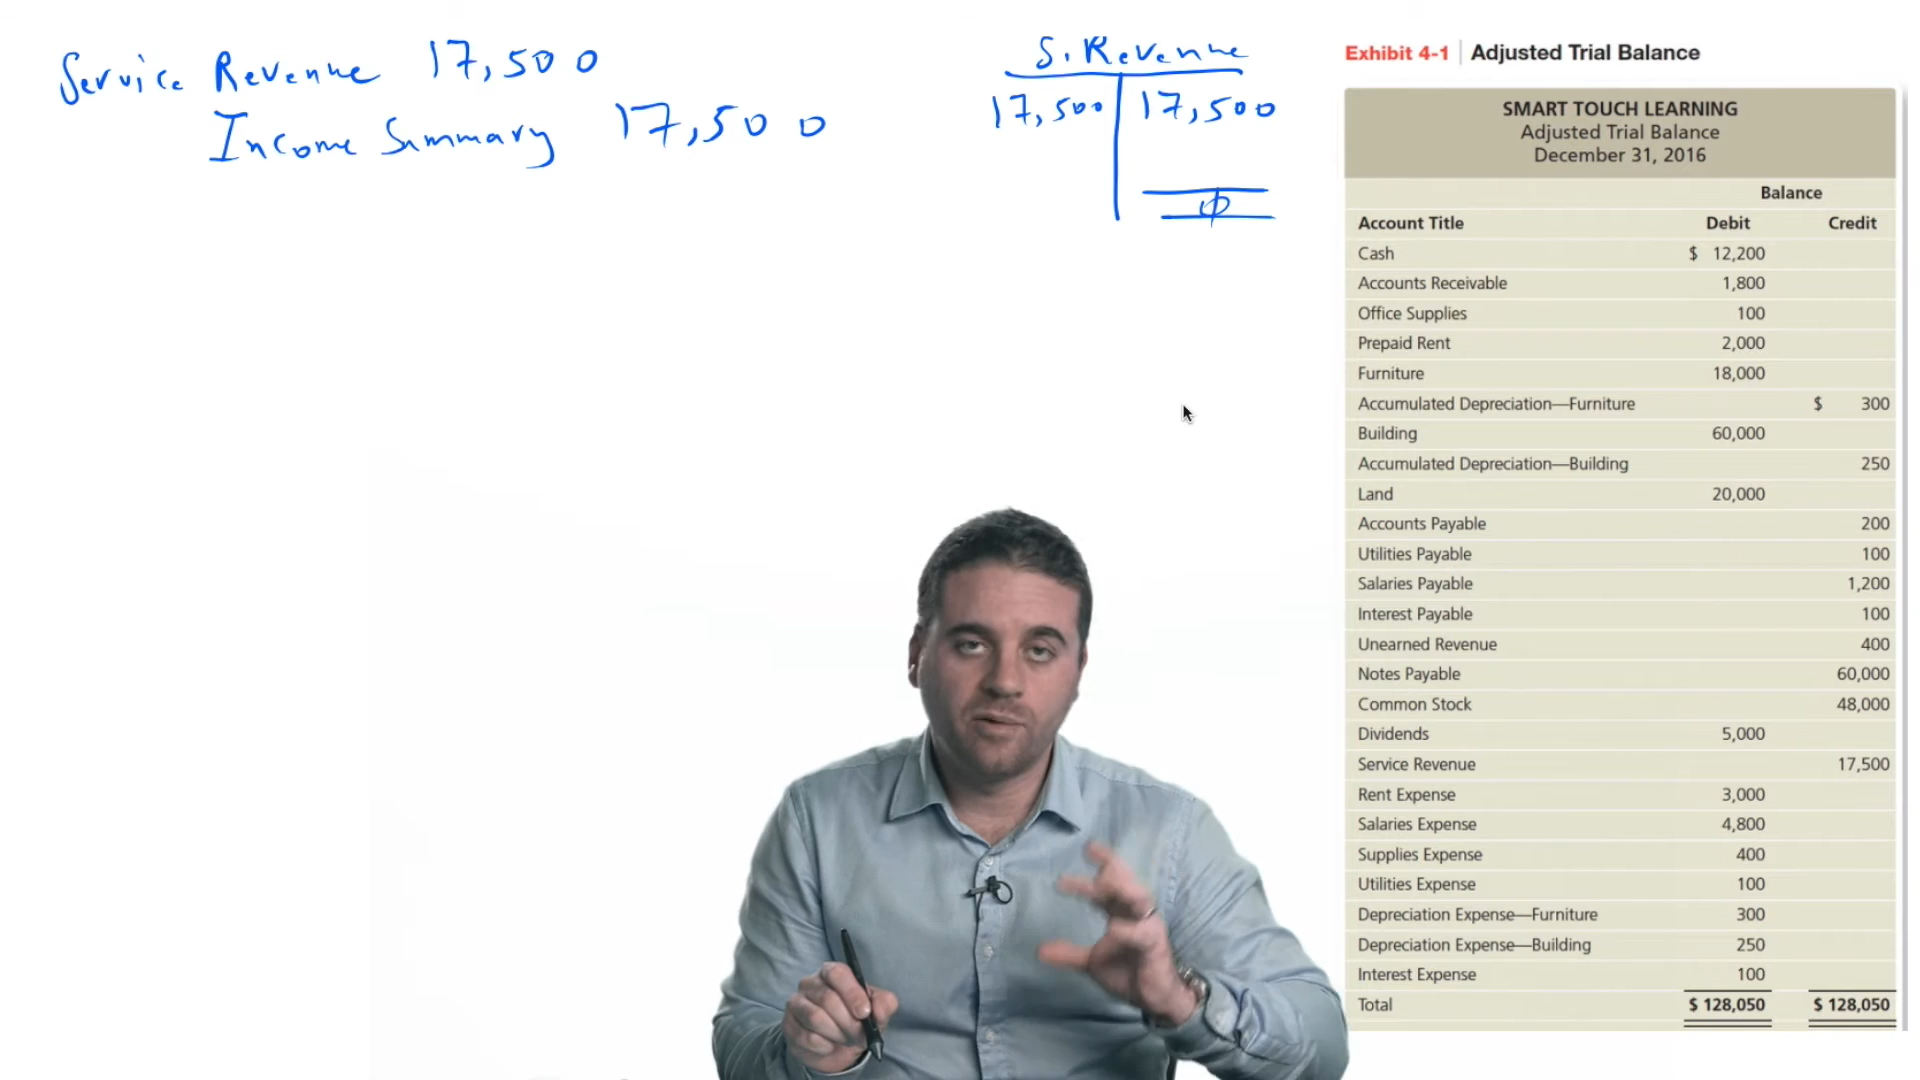 Service Revenue 17,500
Income Summary 17,500
S. Revenue
17,500 17,500
ϕ
Exhibit 4-1 | Adjusted Trial Balance
SMART TOUCH LEARNING
Adjusted Trial Balance
December 31, 2016
Balance
Account Title Debit Credit
Cash $ 12,200
Accounts Receivable 1,800
Office Supplies 100
Prepaid Rent 2,000
Furniture 18,000
Accumulated Depreciation—Furniture $ 300
Building 60,000
Accumulated Depreciation—Building 250
Land 20,000
Accounts Payable 200
Utilities Payable 100
Salaries Payable 1,200
Interest Payable 100
Unearned Revenue 400
Notes Payable 60,000
Common Stock 48,000
Dividends 5,000
Service Revenue 17,500
Rent Expense 3,000
Salaries Expense 4,800
Supplies Expense 400
Utilities Expense 100
Depreciation Expense—Furniture 300
Depreciation Expense—Building 250
Interest Expense 100
Total $ 128,050 $ 128,050